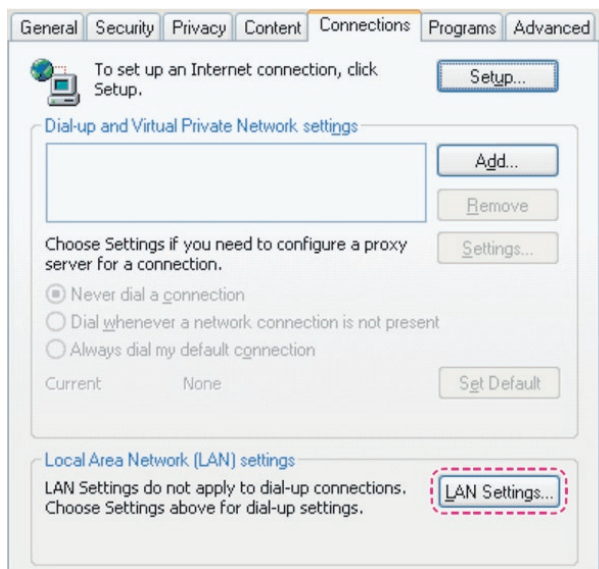 General Security Privacy Content Connections Programs Advanced
To set up an Internet connection, click
Setup.
Setup...
Dial-up and Virtual Private Network settings
Add...
Remove
Choose Settings if you need to configure a proxy
server for a connection.
Settings...
Never dial a connection
Dial whenever a network connection is not present
Always dial my default connection
Current None
Set Default
Local Area Network (LAN) settings
LAN Settings do not apply to dial-up connections.
Choose Settings above for dial-up settings.
LAN Settings...